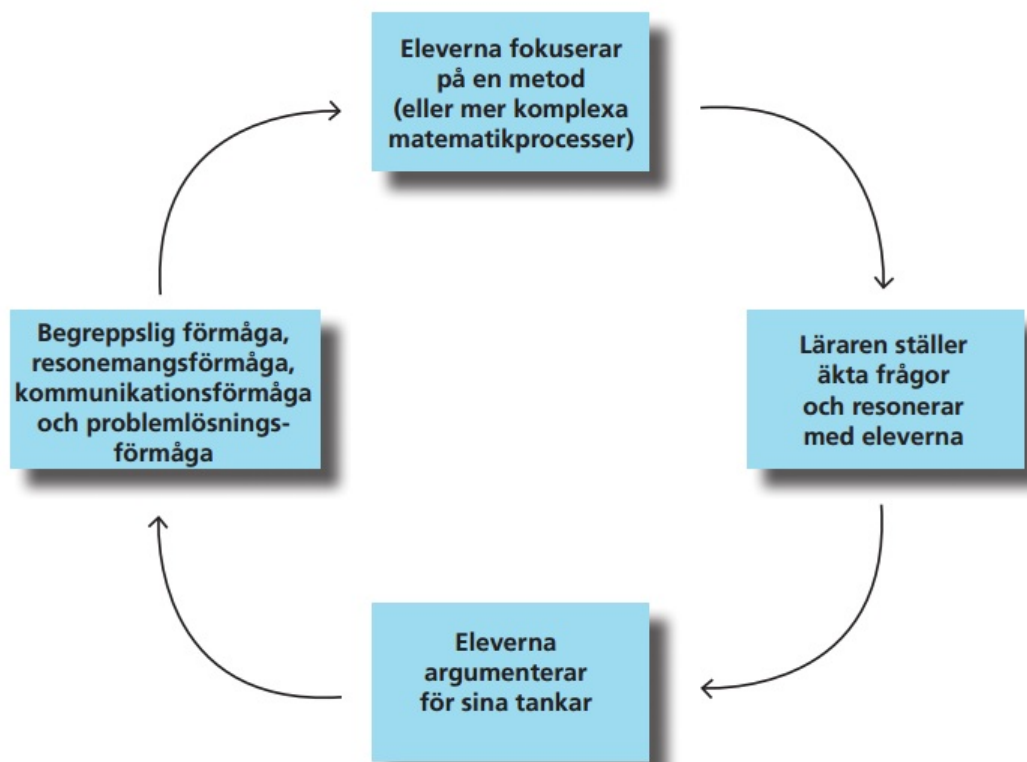 Eleverna fokuserar
på en metod
(eller mer komplexa
matematikprocesser)
Läraren ställer
äkta frågor
och resonerar
med eleverna
Eleverna
argumenterar
för sina tankar
Begreppslig förmåga,
resonemangsförmåga,
kommunikationsförmåga
och problemlösnings-
förmåga